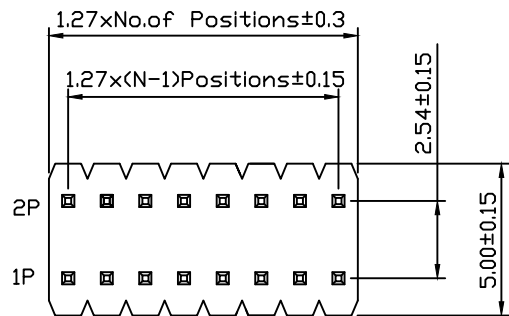 1.27xNo.of Positions±0.3
1.27x(N-1)Positions±0.15
2.54±0.15
5.00±0.15
2P
1P